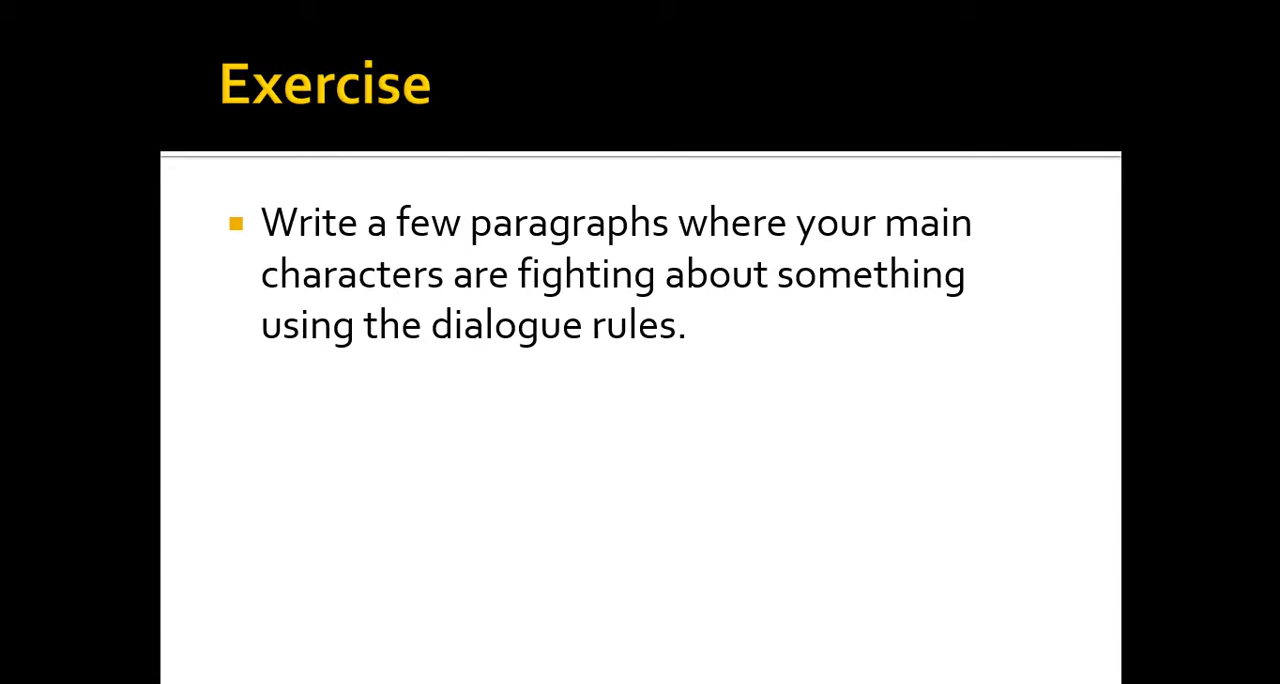 Exercise
Write a few paragraphs where your main
characters are fighting about something
using the dialogue rules.